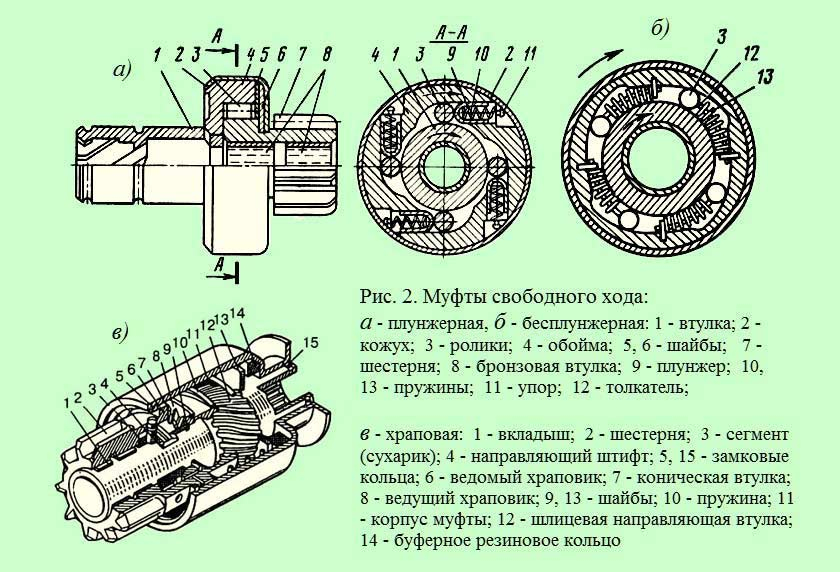 А
а)
1 2 3 4 5 6 7 8
А
А-А
4 1 3 9 10 2 11
б)
3
12
13
Рис. 2. Муфты свободного хода:
а - плунжерная, б - бесплунжерная: 1 - втулка; 2 -
кожух; 3 - ролики; 4 - обойма; 5, 6 - шайбы; 7 -
шестерня; 8 - бронзовая втулка; 9 - плунжер; 10,
13 - пружины; 11 - упор; 12 - толкатель;
в)
1 2 3 4 5 6 7 8 9 10 11 12 13 14
15
в - храповая: 1 - вкладыш; 2 - шестерня; 3 - сегмент
(сухарик); 4 - направляющий штифт; 5, 15 - замковые
кольца; 6 - ведомый храповик; 7 - коническая втулка;
8 - ведущий храповик; 9, 13 - шайбы; 10 - пружина; 11
- корпус муфты; 12 - шлицевая направляющая втулка;
14 - буферное резиновое кольцо